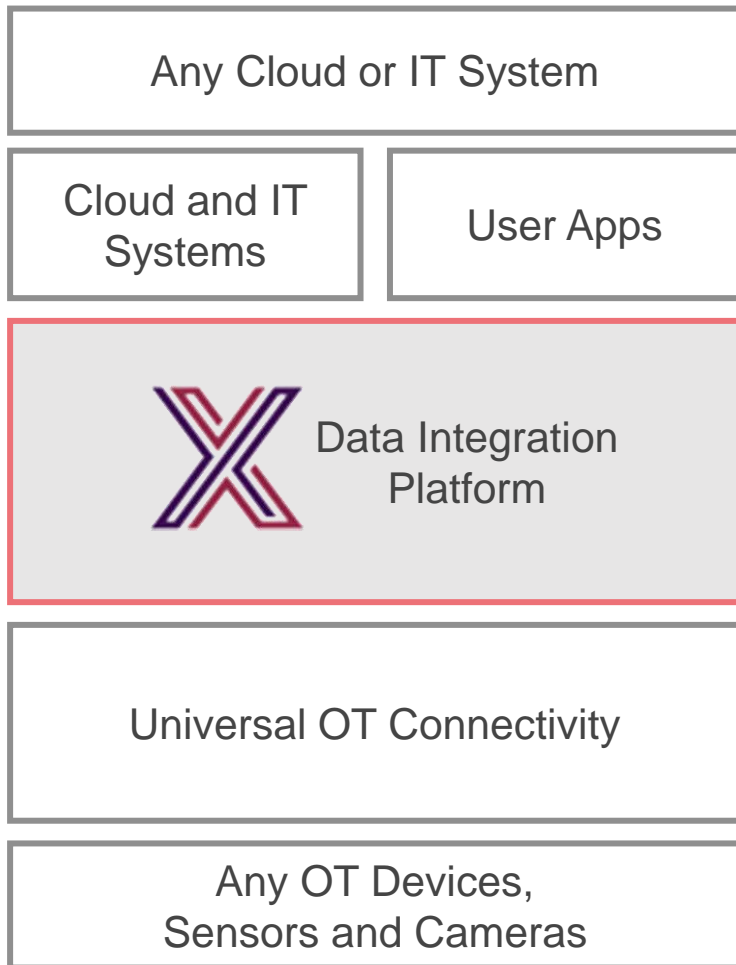 Any Cloud or IT System
Cloud and IT
Systems
User Apps
Data Integration
Platform
Universal OT Connectivity
Any OT Devices,
Sensors and Cameras